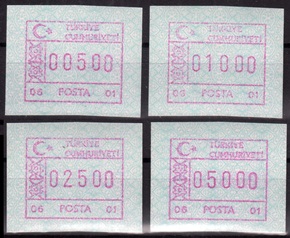 TÜRKİYE
CUMHURİYETİ
00500
06 POSTA 01
TÜRKİYE
CUMHURİYETİ
01000
06 POSTA 01
TÜRKİYE
CUMHURİYETİ
02500
06 POSTA 01
TÜRKİYE
CUMHURİYETİ
05000
06 POSTA 01